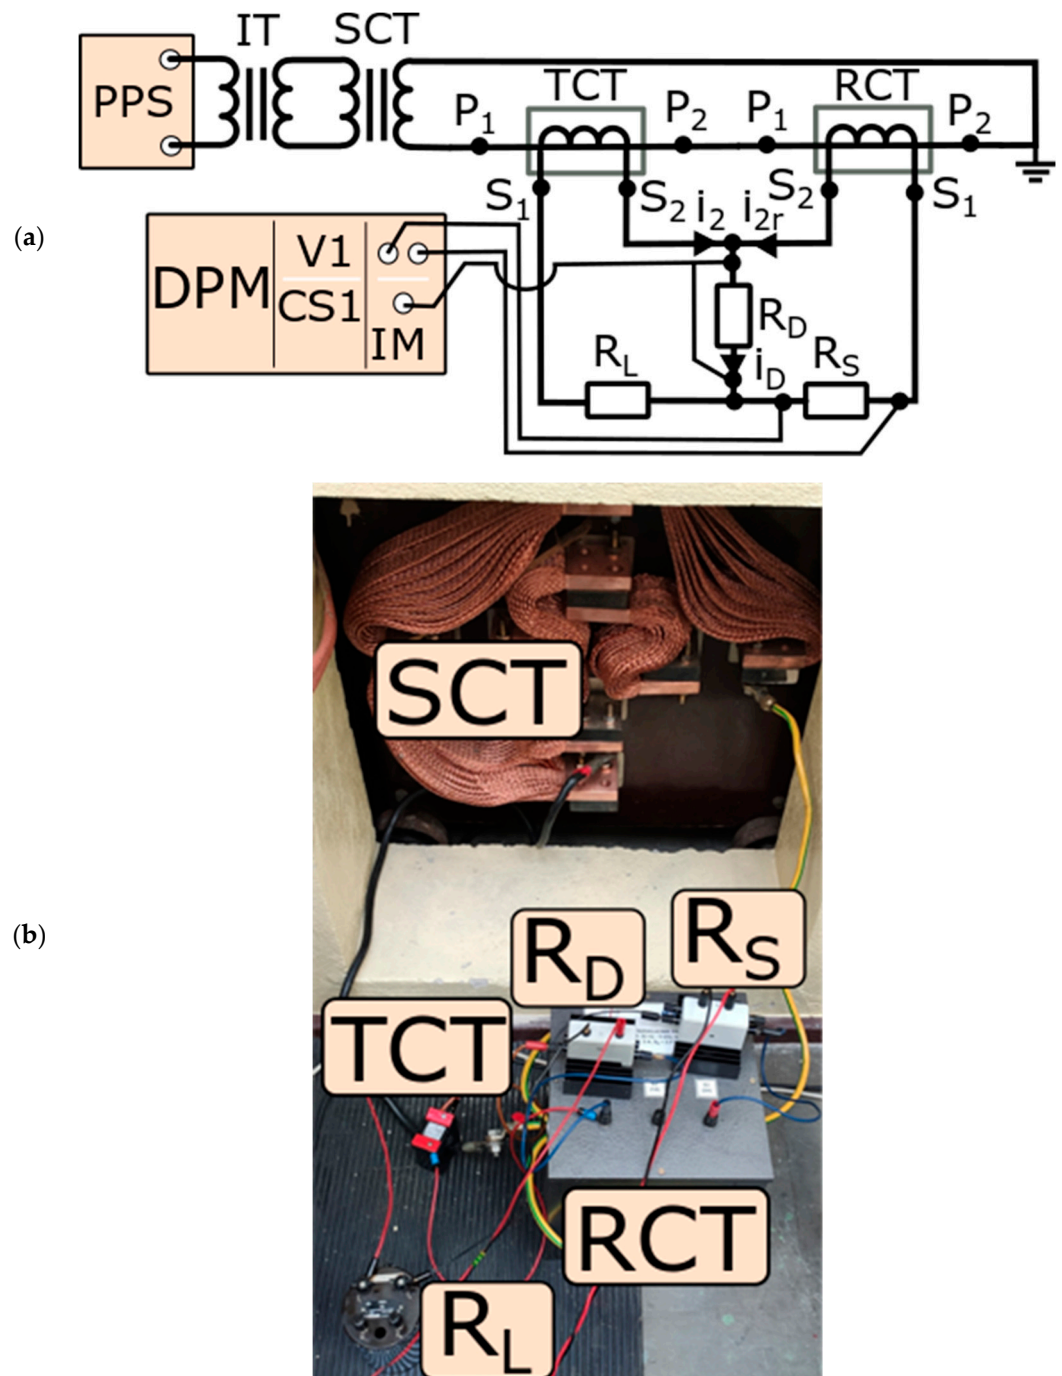 (a)
PPS
IT
SCT
P1
TCT
P2
P1
RCT
P2
S1
S2
i2
i2r
S2
S1
DPM
V1
CS1
IM
RD
iD
RL
RS
(b)
SCT
RD
RS
TCT
RCT
RL